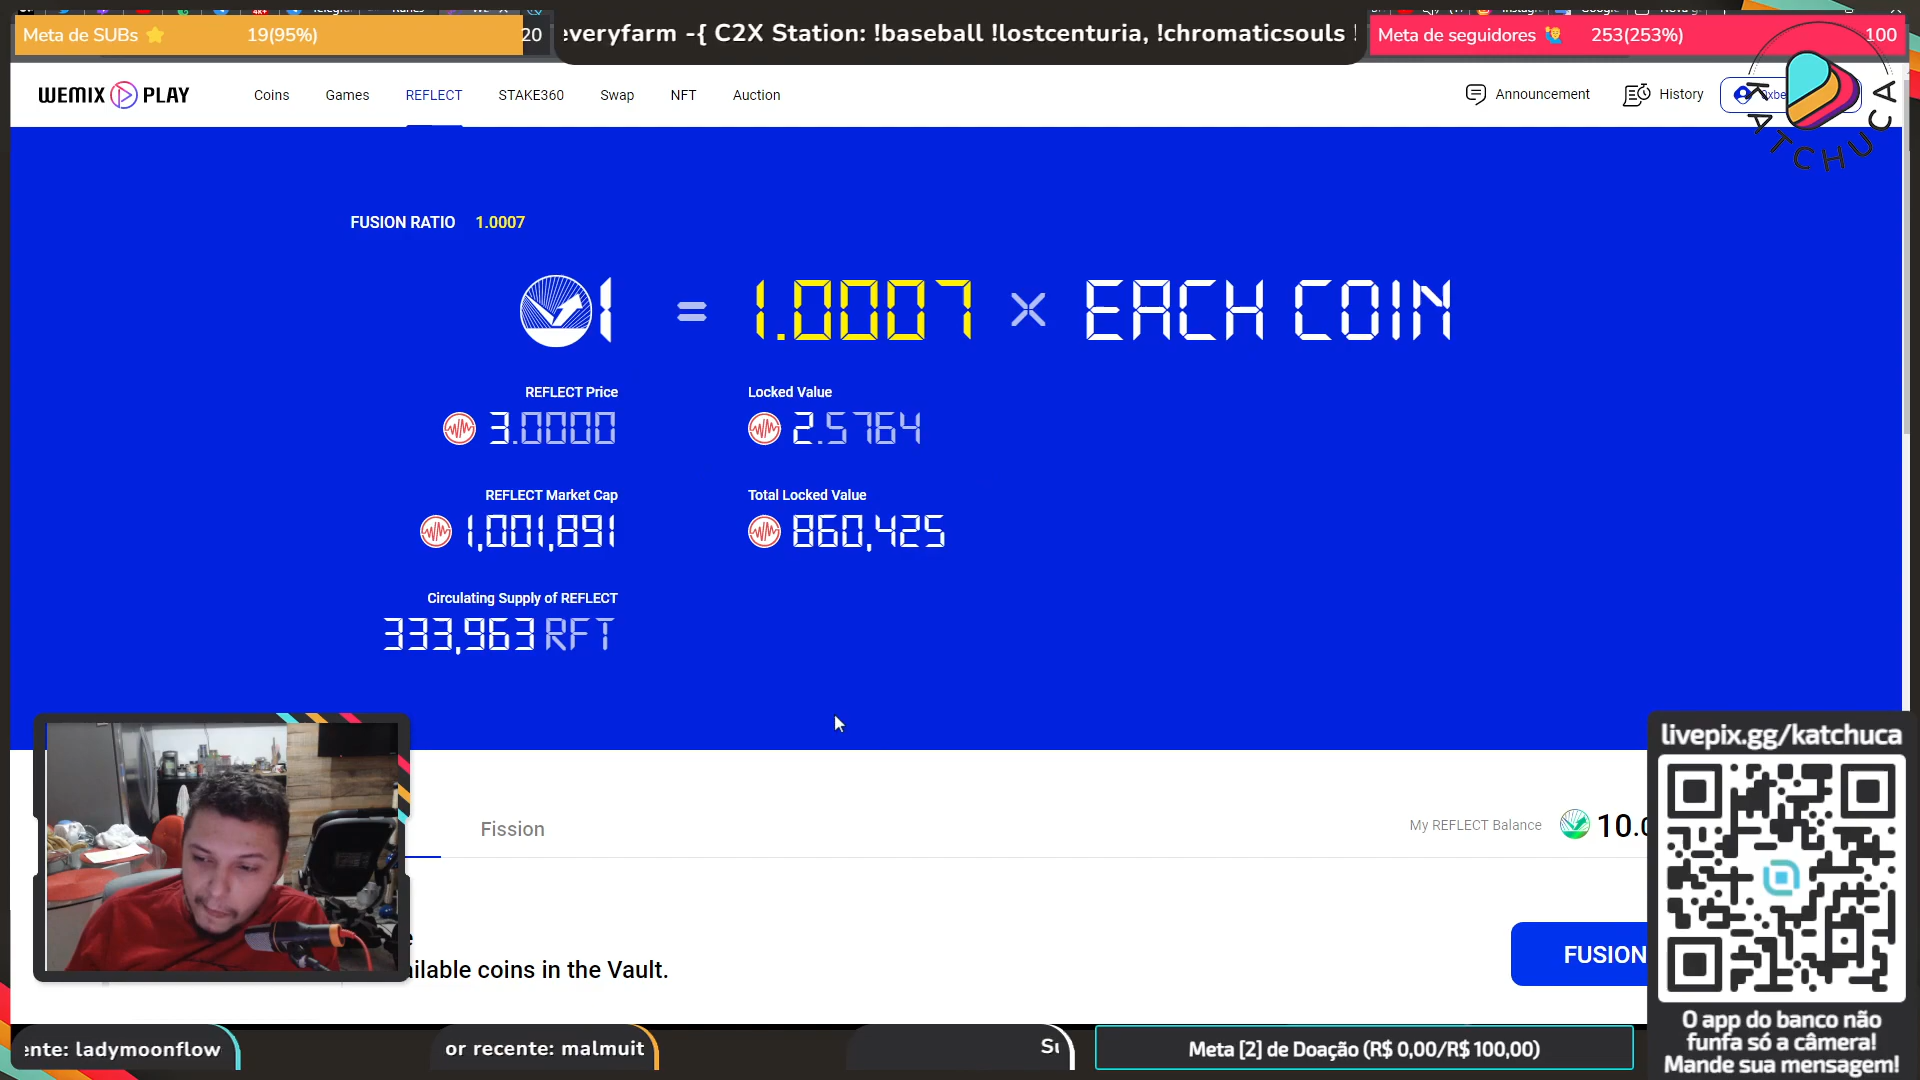 Meta de SUBs 19(95%) 20
everyfarm -{ C2X Station: !baseball !lostcenturia, !chromaticsouls !
Meta de seguidores 253(253%) 100
WEMIX PLAY
Coins Games REFLECT STAKE360 Swap NFT Auction
Announcement History
KATCHUCA
FUSION RATIO 1.0007
1 = 1.0007 × EACH COIN
REFLECT Price Locked Value
3.0000 2.5764
REFLECT Market Cap Total Locked Value
1,001,891 860,425
Circulating Supply of REFLECT
333,963 RFT
livepix.gg/katchuca
Fission
My REFLECT Balance 10.0
FUSION
ailable coins in the Vault.
O app do banco não
funfa só a câmera!
Mande sua mensagem!
ente: ladymoonflow
or recente: malmuit
Meta [2] de Doação (R$ 0,00/R$ 100,00)